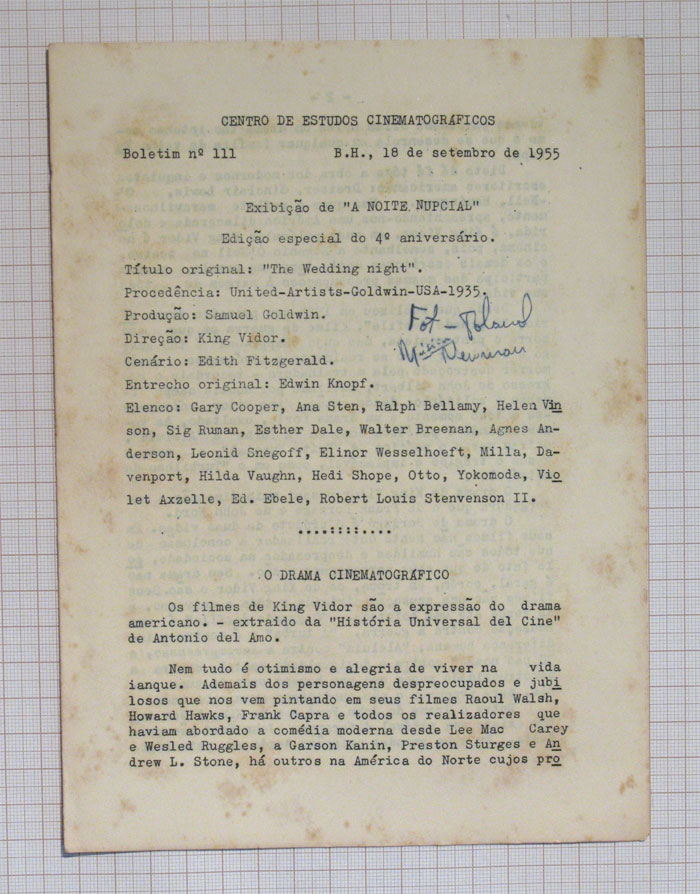 CENTRO DE ESTUDOS CINEMATOGRÁFICOS
Boletim nº 111 B.H., 18 de setembro de 1955
Exibição de "A NOITE NUPCIAL"
Edição especial do 4º aniversário.
Título original: "The Wedding night".
Procedência: United-Artists-Goldwin-USA-1935.
Produção: Samuel Goldwin.
Direção: King Vidor.
Cenário: Edith Fitzgerald.
Entrecho original: Edwin Knopf.
Fot - Toland
Música Newman
Elenco: Gary Cooper, Ana Sten, Ralph Bellamy, Helen Vin
son, Sig Ruman, Esther Dale, Walter Breenan, Agnes An-
derson, Leonid Snegoff, Elinor Wesselhoeft, Milla, Da-
venport, Hilda Vaughn, Hedi Shope, Otto, Yokomoda, Vio
let Axzelle, Ed. Ebele, Robert Louis Stenvenson II.
....::::....
O DRAMA CINEMATOGRÁFICO
Os filmes de King Vidor são a expressão do drama
americano. - extraido da "História Universal del Cine"
de Antonio del Amo.
Nem tudo é otimismo e alegria de viver na vida
ianque. Ademais dos personagens despreocupados e jubi
losos que nos vem pintando em seus filmes Raoul Walsh,
Howard Hawks, Frank Capra e todos os realizadores que
haviam abordado a comédia moderna desde Lee Mac Carey
e Wesled Ruggles, a Garson Kanin, Preston Sturges e An
drew L. Stone, há outros na América do Norte cujos pro